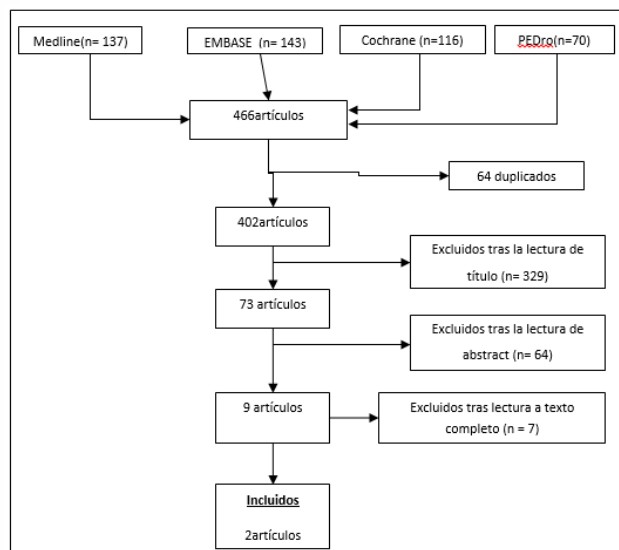 Medline(n= 137)
EMBASE (n= 143)
Cochrane (n=116)
PEDro(n=70)
466artículos
64 duplicados
402artículos
Excluidos tras la lectura de
título (n= 329)
73 artículos
Excluidos tras la lectura de
abstract (n= 64)
9 artículos
Excluidos tras lectura a texto
completo (n = 7)
Incluidos
2artículos